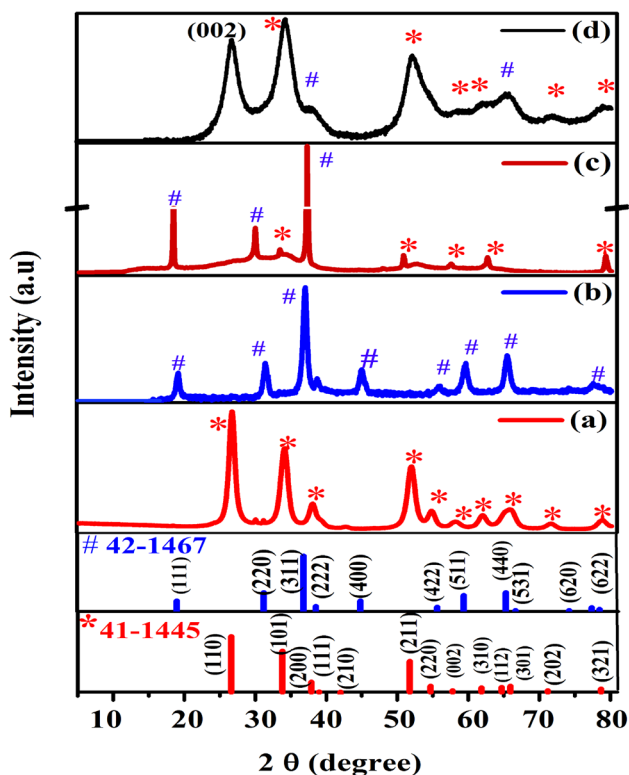 (002) * # * * * # * * (d)
# # * # * * * * (c)
# # # # # # # # (b)
* * * * * * * * * (a)
# 42-1467
(111) (220) (311) (222) (400) (422) (511) (440) (531) (620) (622)
* 41-1445
(110) (101) (200) (111) (210) (211) (220) (002) (310) (112) (301) (202) (321)
10 20 30 40 50 60 70 80
2 θ (degree)
Intensity (a.u)